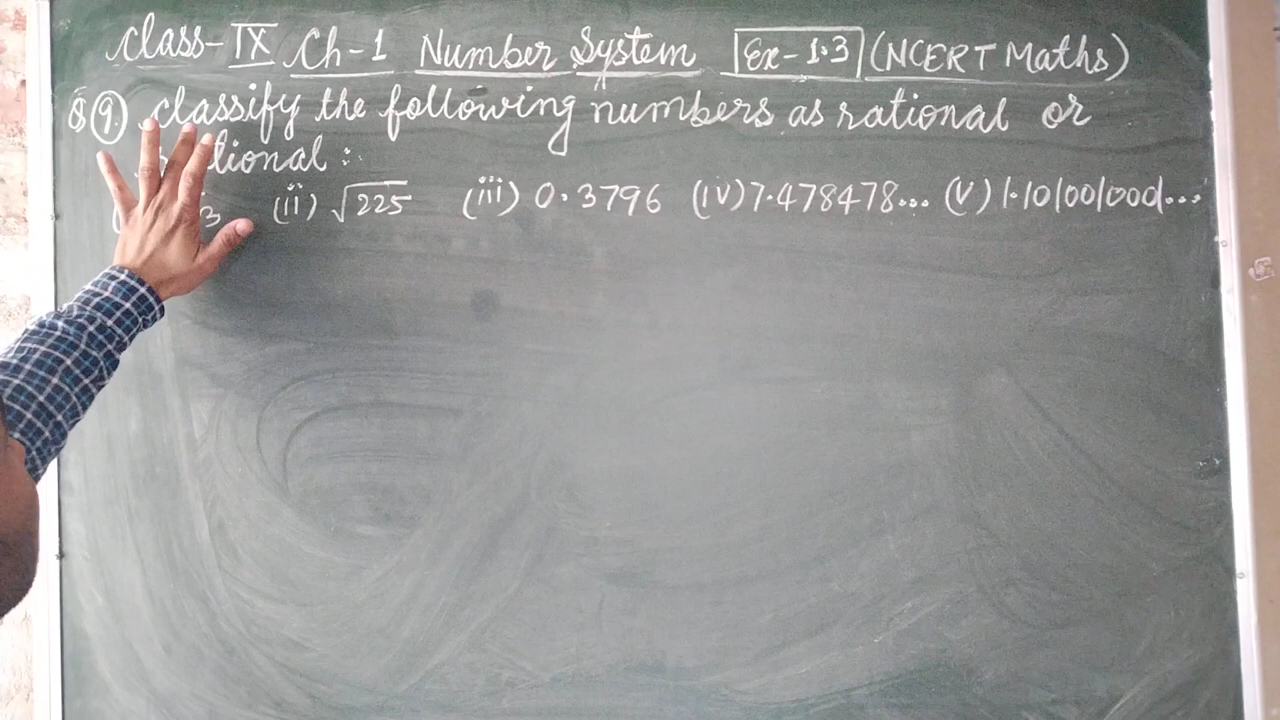 Class-IX Ch-1 Number System Ex-1.3 (NCERT Maths)
Q 9. classify the following numbers as rational or
tional :
(ii) √225 (iii) 0.3796 (iv) 7.478478... (v) 1.101001000...